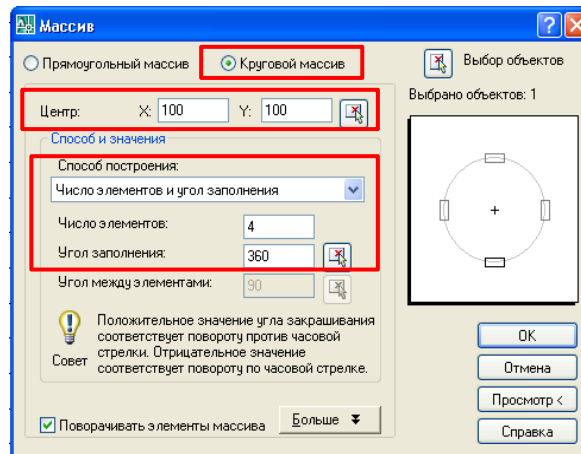 Массив
Прямоугольный массив
Круговой массив
Выбор объектов
Выбрано объектов: 1
Центр: X: 100 Y: 100
Способ и значения
Способ построения:
Число элементов и угол заполнения
Число элементов: 4
Угол заполнения: 360
Угол между элементами: 90
Положительное значение угла закрашивания
соответствует повороту против часовой
стрелки. Отрицательное значение
соответствует повороту по часовой стрелке.
Совет
Поворачивать элементы массива
Больше
OK
Отмена
Просмотр <
Справка